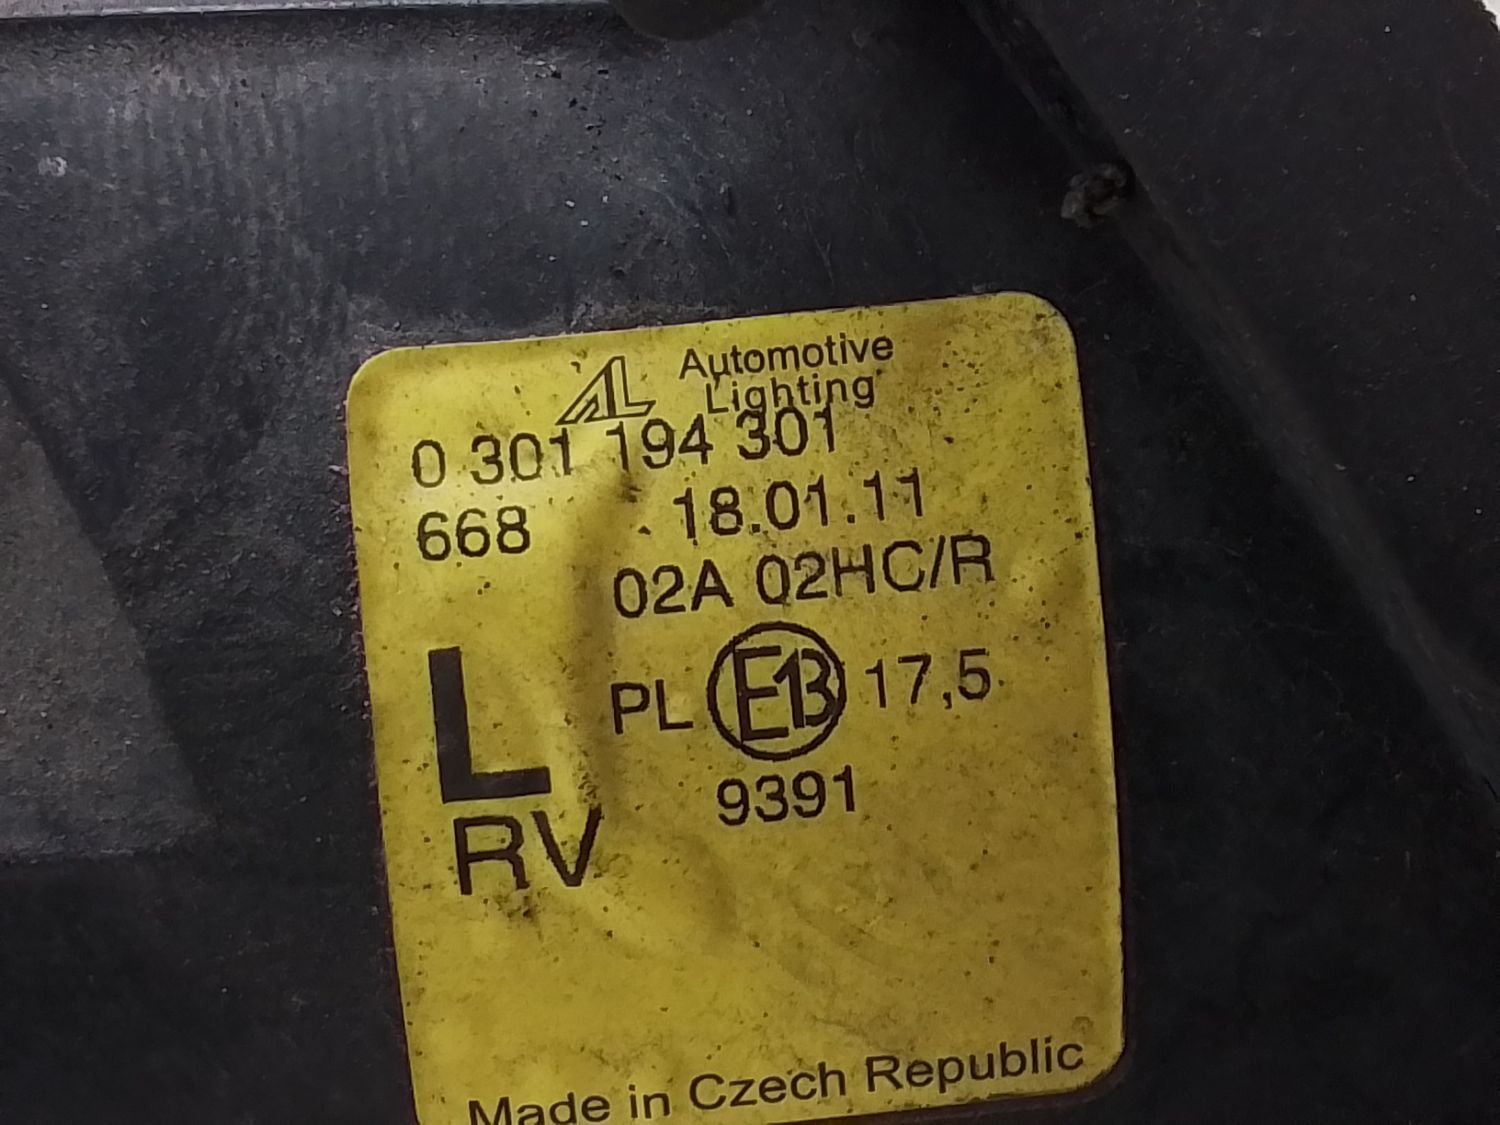 AL Automotive
Lighting
0 301 194 301
668 18.01.11
02A 02HC/R
L PL E13 17,5
9391
RV
Made in Czech Republic